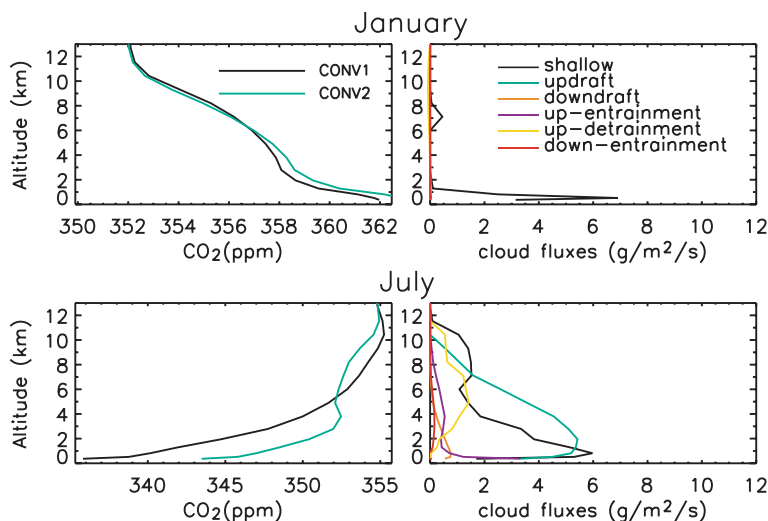 January
12
10
8
6
4
2
0
Altitude (km)
CONV1
CONV2
350 352 354 356 358 360 362
CO2(ppm)
12
10
8
6
4
2
0
shallow
updraft
downdraft
up-entrainment
up-detrainment
down-entrainment
0 2 4 6 8 10 12
cloud fluxes (g/m²/s)
July
12
10
8
6
4
2
0
Altitude (km)
340 345 350 355
CO₂(ppm)
12
10
8
6
4
2
0
0 2 4 6 8 10 12
cloud fluxes (g/m²/s)